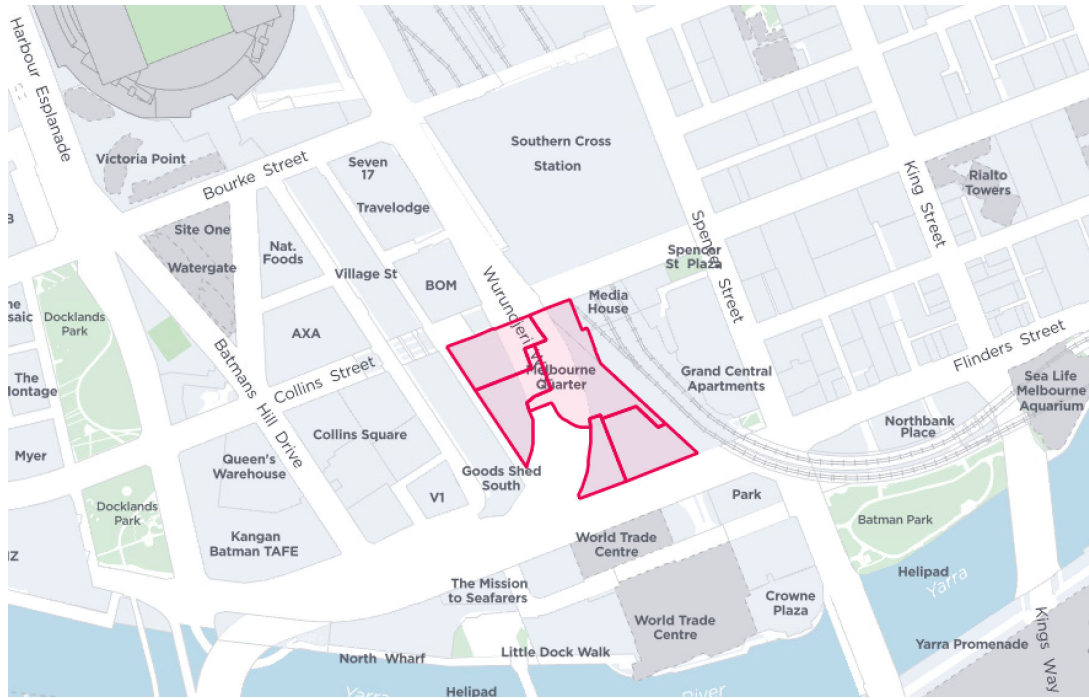 Harbour Esplanade
Victoria Point
Bourke Street
Seven
17
Travelodge
Southern Cross
Station
King Street
Rialto
Towers
Site One
Watergate
Nat.
Foods
Village St
BOM
Wurundjeri
Spencer Street
Spencer
St Plaza
B
Docklands
Park
AXA
Media
House
Flinders Street
The
Montage
Batmans Hill Drive
Collins Street
Melbourne
Quarter
Grand Central
Apartments
Sea Life
Melbourne
Aquarium
Myer
Collins Square
Northbank
Place
Queen's
Warehouse
Goods Shed
South
V1
Park
Docklands
Park
Batman Park
Kangan
Batman TAFE
World Trade
Centre
Helipad
Yarra
The Mission
to Seafarers
Crowne
Plaza
World Trade
Centre
Kings Way
Yarra Promenade
North Wharf
Little Dock Walk
Helipad
Yarra
River